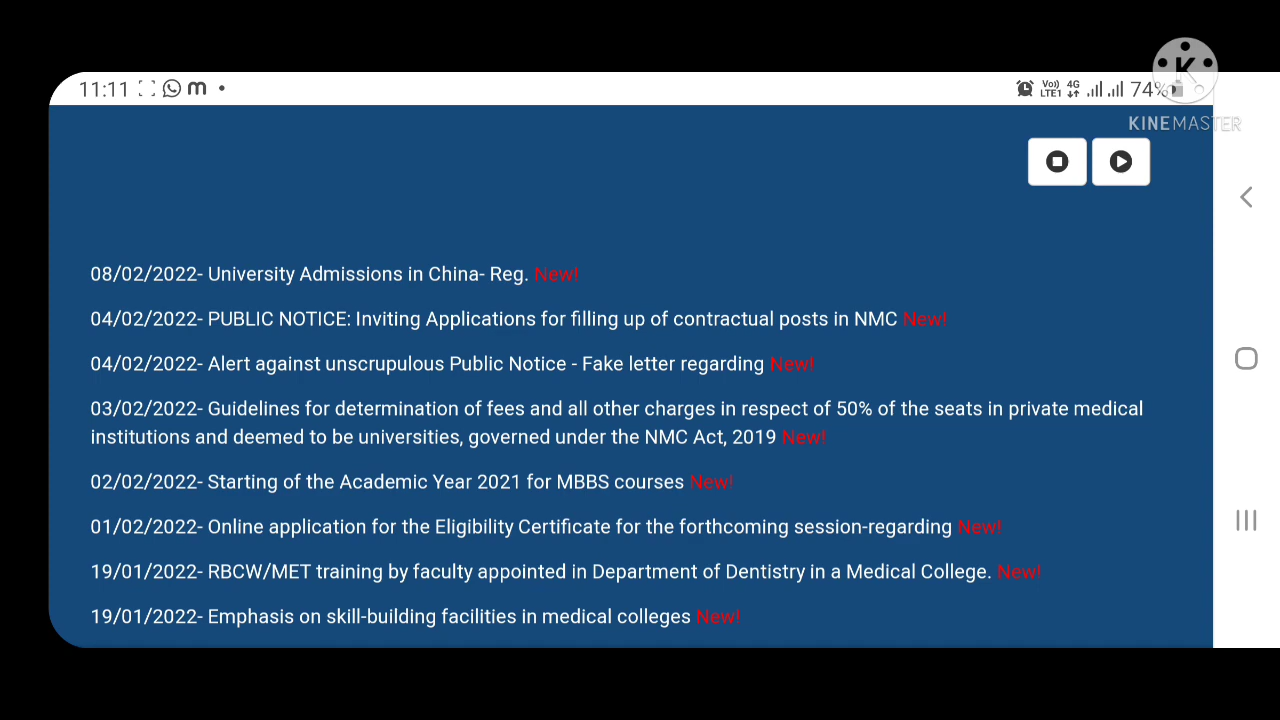 11:11 m
Vo)) 4G
LTE1 74%
K
KINEMASTER
08/02/2022- University Admissions in China- Reg. New!
04/02/2022- PUBLIC NOTICE: Inviting Applications for filling up of contractual posts in NMC New!
04/02/2022- Alert against unscrupulous Public Notice - Fake letter regarding New!
03/02/2022- Guidelines for determination of fees and all other charges in respect of 50% of the seats in private medical
institutions and deemed to be universities, governed under the NMC Act, 2019 New!
02/02/2022- Starting of the Academic Year 2021 for MBBS courses New!
01/02/2022- Online application for the Eligibility Certificate for the forthcoming session-regarding New!
19/01/2022- RBCW/MET training by faculty appointed in Department of Dentistry in a Medical College. New!
19/01/2022- Emphasis on skill-building facilities in medical colleges New!